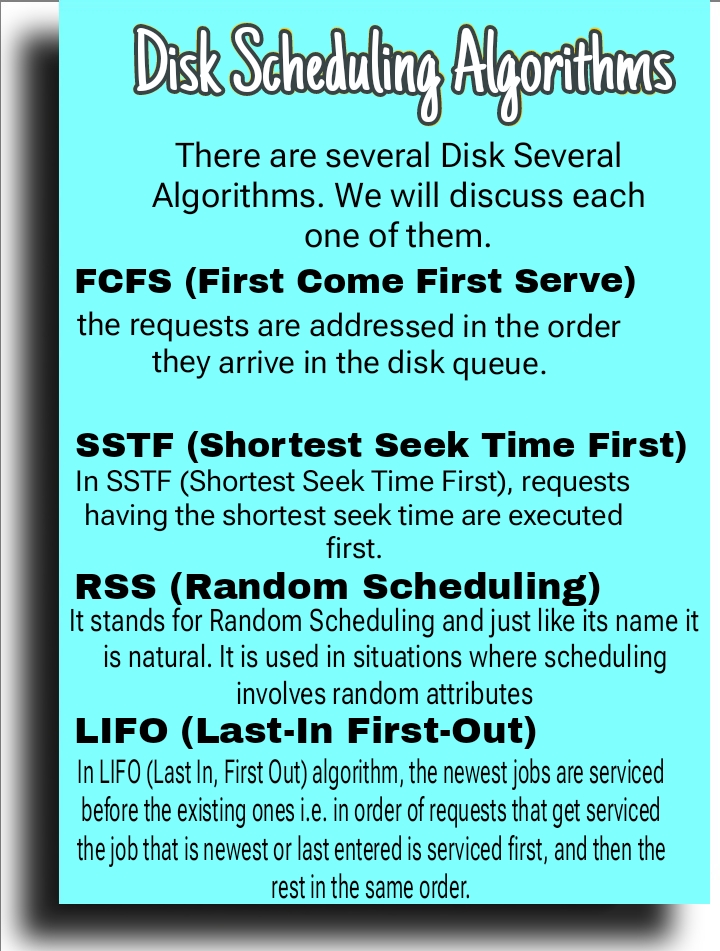 Disk Scheduling Algorithms
There are several Disk Several
Algorithms. We will discuss each
one of them.
FCFS (First Come First Serve)
the requests are addressed in the order
they arrive in the disk queue.
SSTF (Shortest Seek Time First)
In SSTF (Shortest Seek Time First), requests
having the shortest seek time are executed
first.
RSS (Random Scheduling)
It stands for Random Scheduling and just like its name it
is natural. It is used in situations where scheduling
involves random attributes
LIFO (Last-In First-Out)
In LIFO (Last In, First Out) algorithm, the newest jobs are serviced
before the existing ones i.e. in order of requests that get serviced
the job that is newest or last entered is serviced first, and then the
rest in the same order.